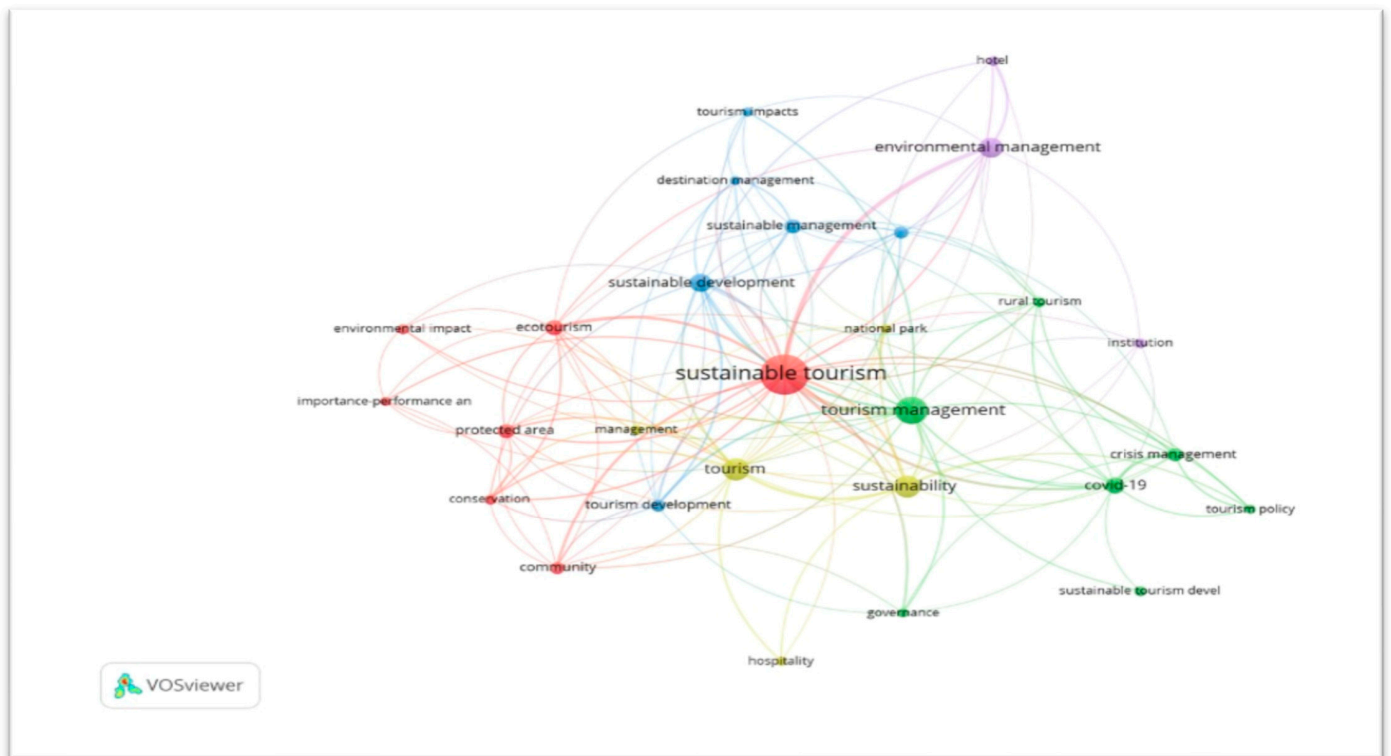 hotel
tourism impacts
environmental management
destination management
sustainable management
sustainable development
rural tourism
environmental impact
ecotourism
national park
institution
sustainable tourism
importance-performance an
tourism management
protected area
management
crisis management
tourism
sustainability
covid-19
conservation
tourism development
tourism policy
community
sustainable tourism devel
governance
hospitality
VOSviewer